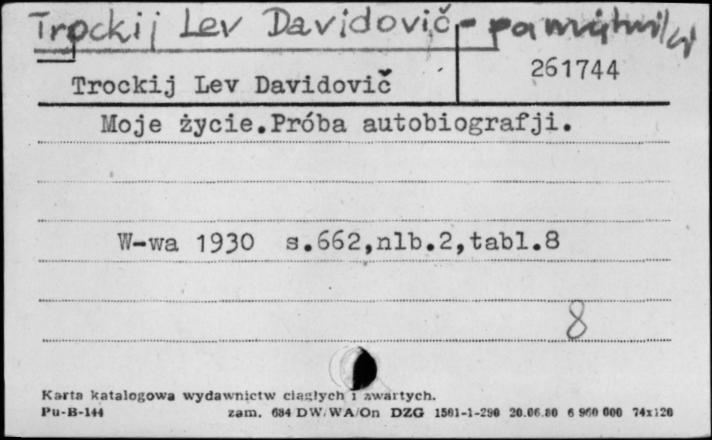 Trockij Lev Davidovič - pamiętniki
Trockij Lev Davidovič
261744
Moje życie.Próba autobiografji.
W-wa 1930 s.662,nlb.2,tabl.8
8
Karta katalogowa wydawnictw ciągłych i zwartych.
Pu-B-144 zam. 684 DW/WA/On DZG 1501-1-290 20.06.80 6 960 000 74x120